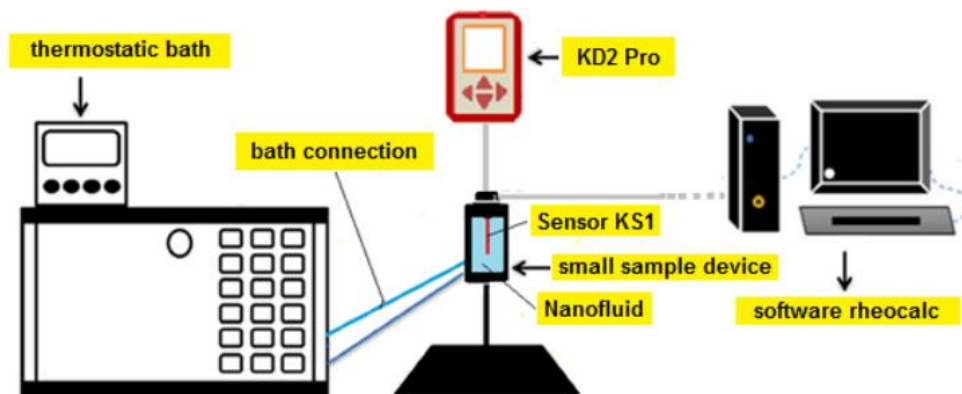 thermostatic bath
KD2 Pro
bath connection
Sensor KS1
small sample device
Nanofluid
software rheocalc